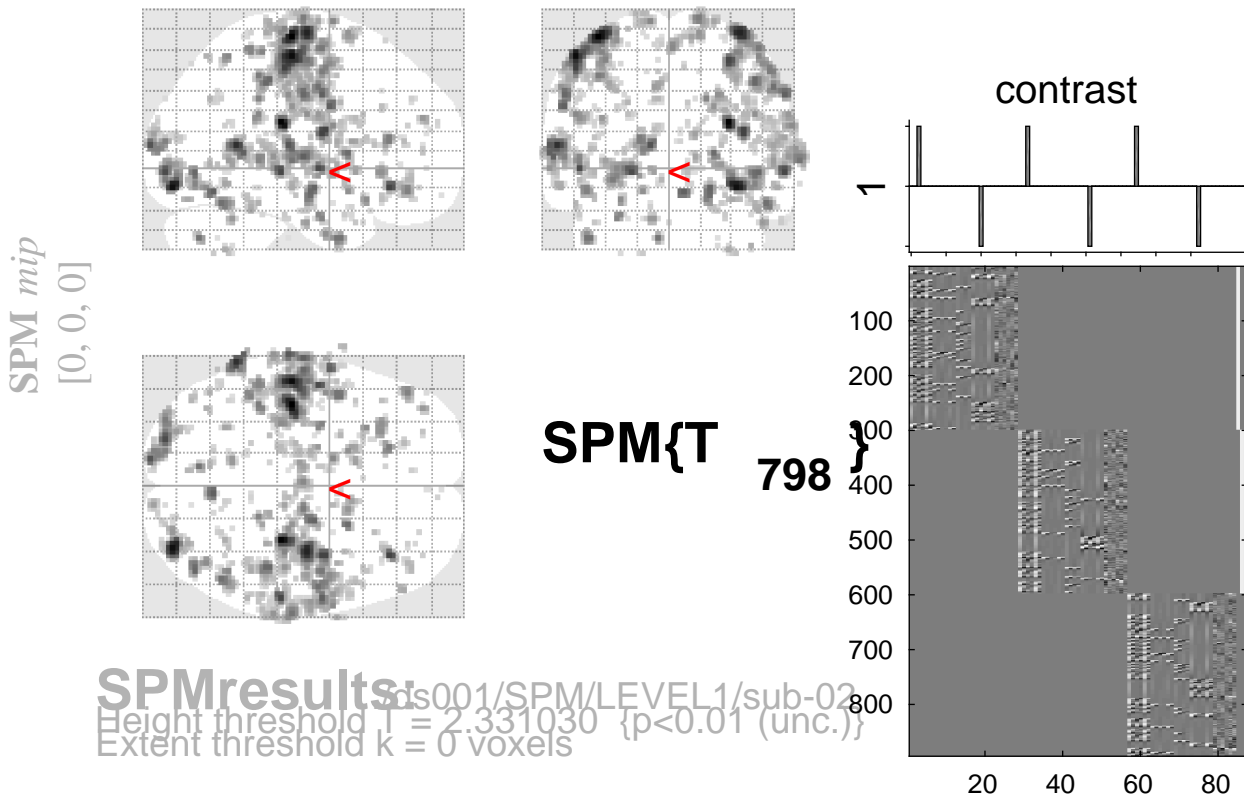 SPM mip
[0, 0, 0]
<
<
<
SPM{T798}
contrast
1
100
200
300
400
500
600
700
800
20
40
60
80
SPMresults: ./ds001/SPM/LEVEL1/sub-02
Height threshold T = 2.331030 {p<0.01 (unc.)}
Extent threshold k = 0 voxels